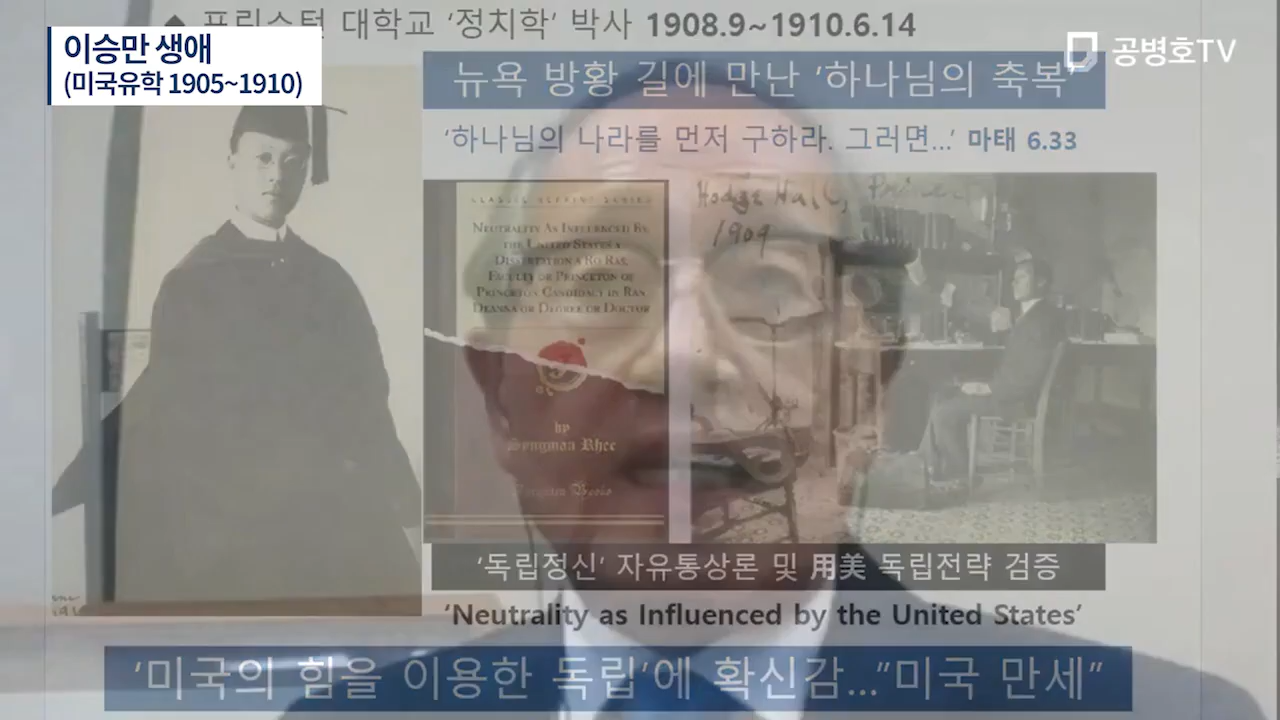 프린스턴 대학교 ‘정치학’ 박사 1908.9~1910.6.14
이승만 생애
(미국유학 1905~1910)
공병호TV
뉴욕 방황 길에 만난 ‘하나님의 축복’
‘하나님의 나라를 먼저 구하라. 그러면...’ 마태 6.33
Hodge Hall,
1909
NEUTRALITY AS INFLUENCED BY
THE UNITED STATES
FACULTY OF PRINCETON
by
Syngman Rhee
‘독립정신’ 자유통상론 및 用美 독립전략 검증
‘Neutrality as Influenced by the United States’
‘미국의 힘을 이용한 독립’에 확신감...”미국 만세”